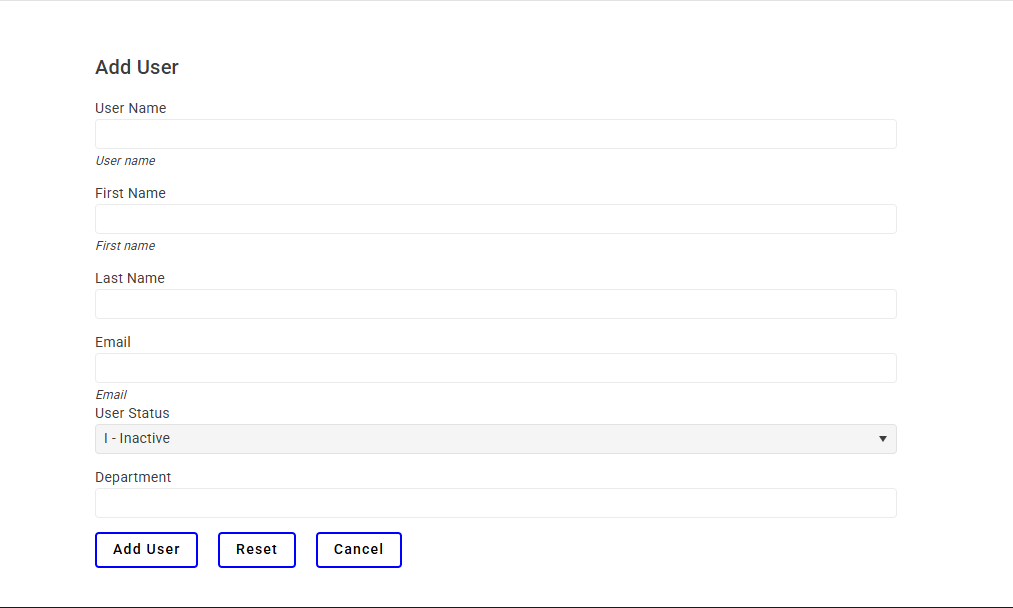 Add User
User Name
User name
First Name
First name
Last Name
Email
Email
User Status
I - Inactive
Department
Add User Reset Cancel